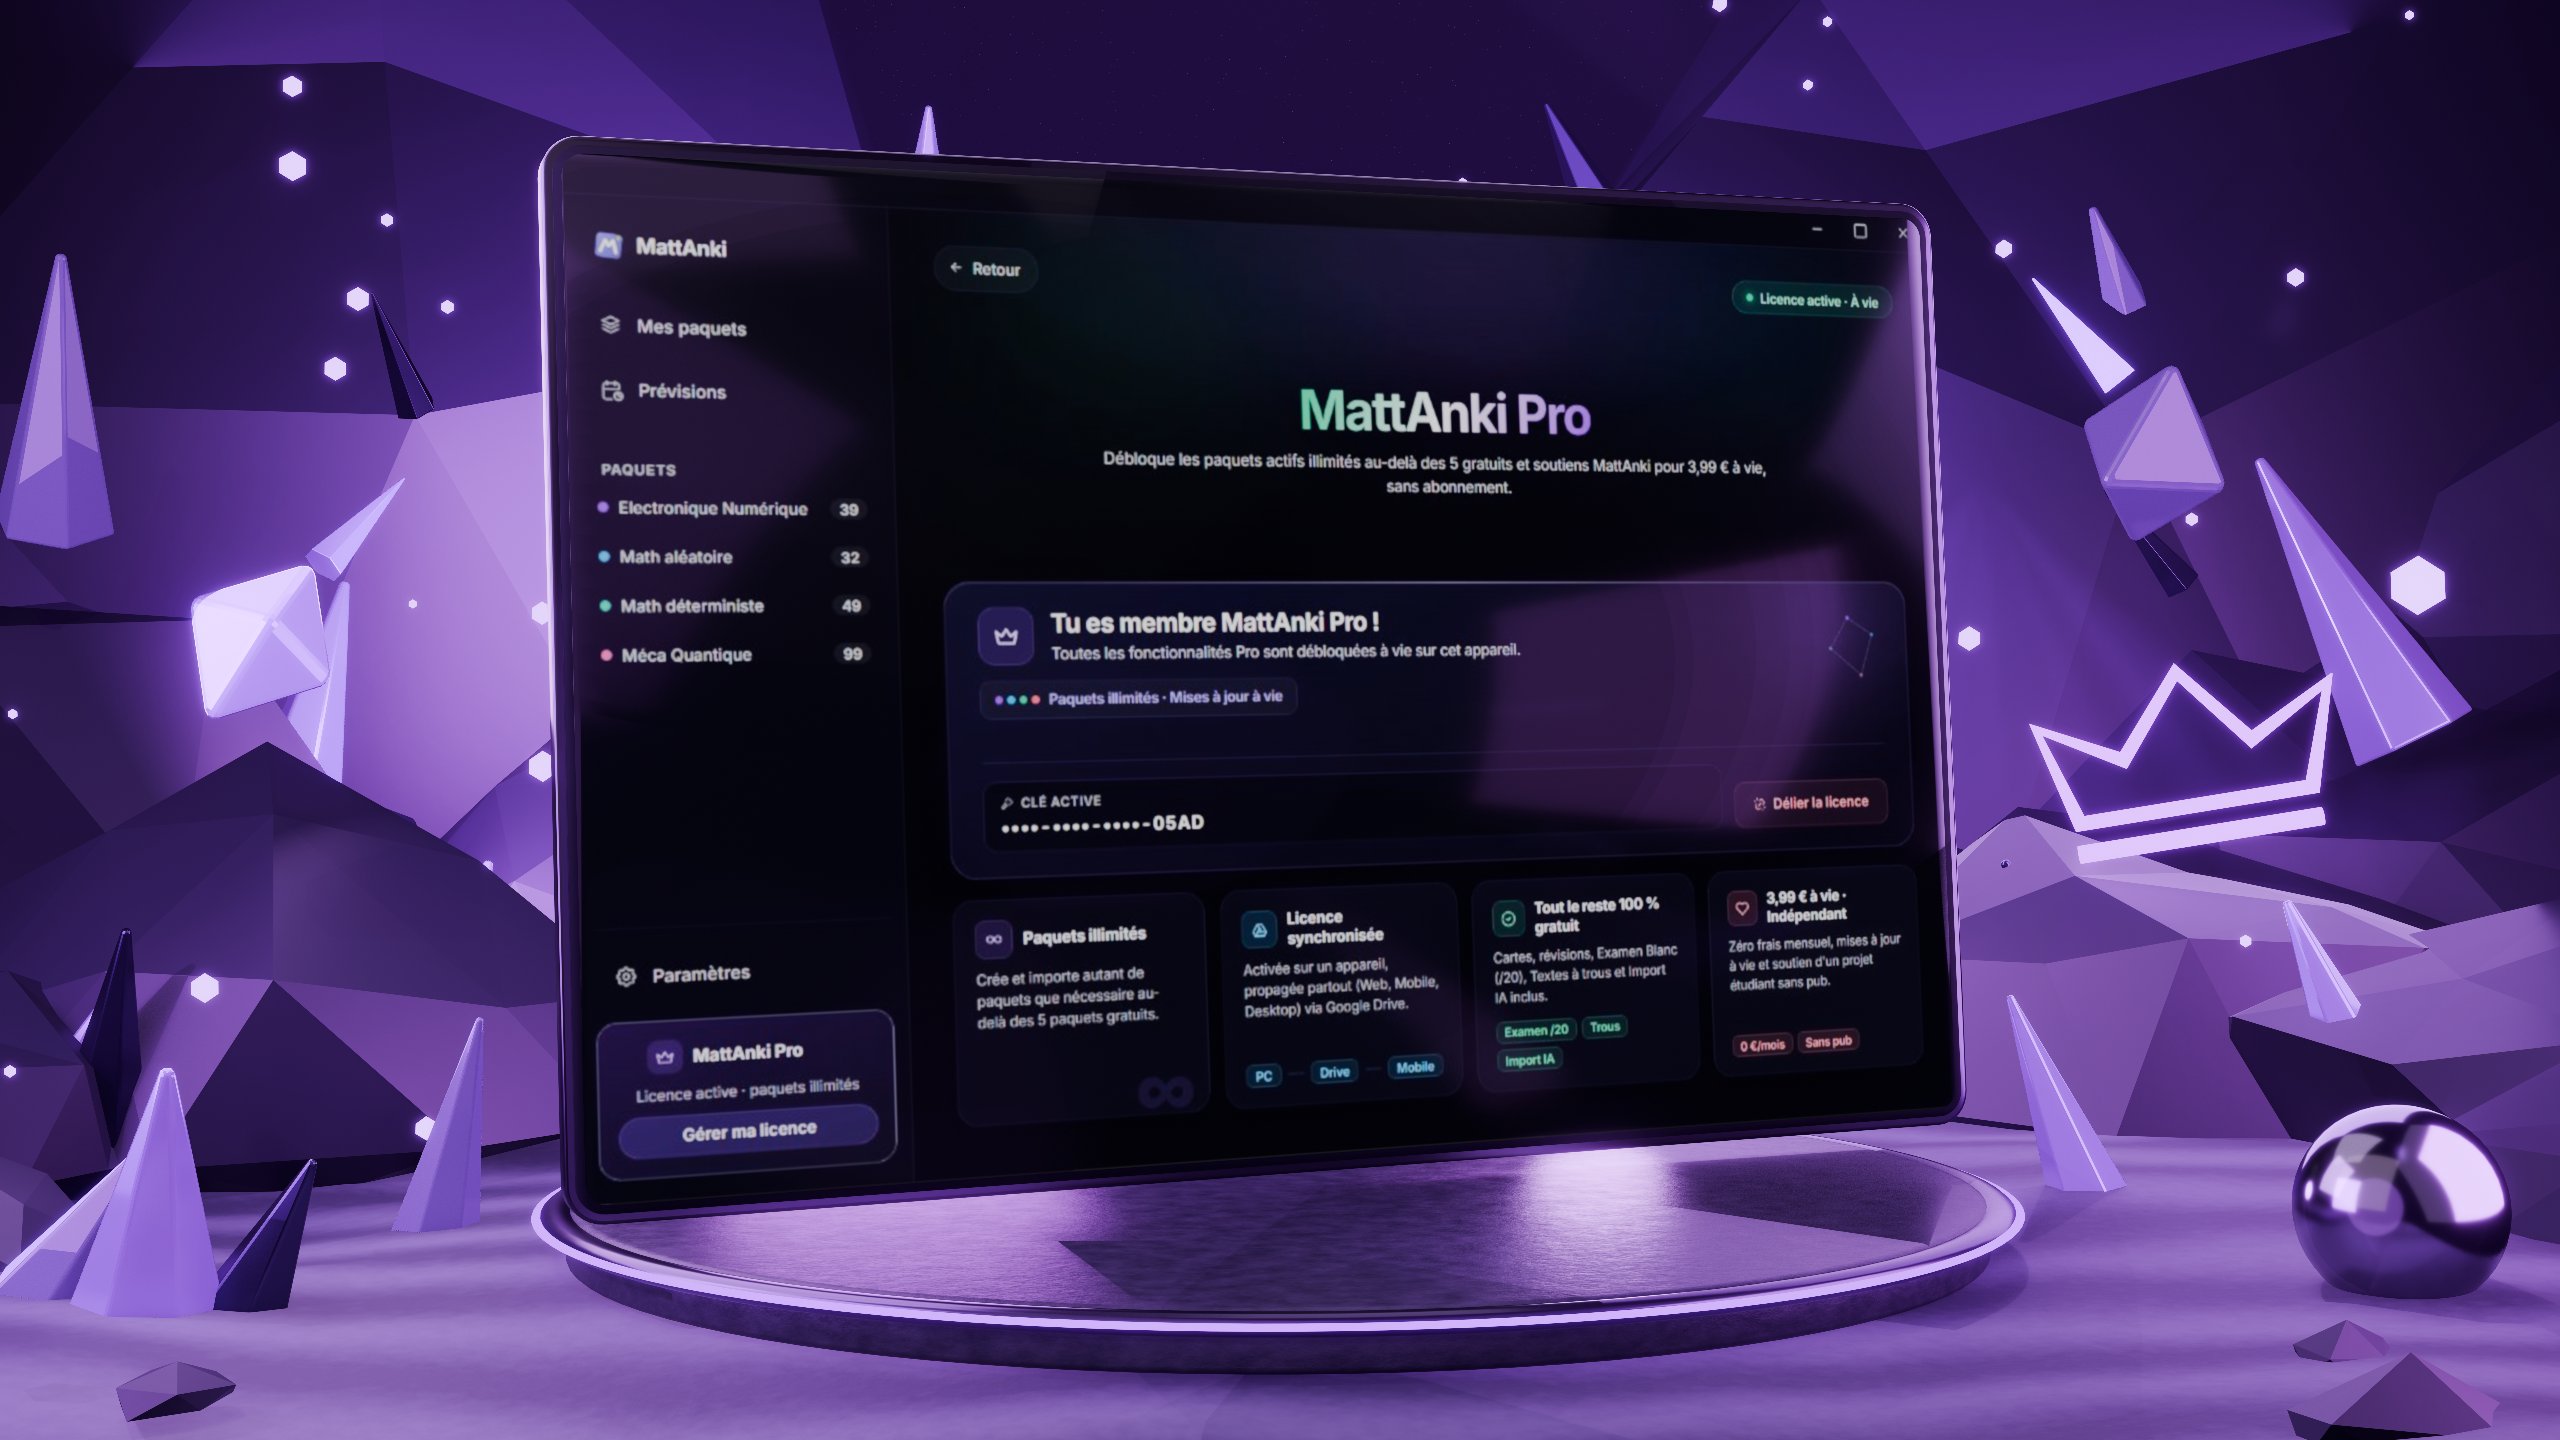 MattAnki
Mes paquets
Prévisions
PAQUETS
Electronique Numérique 39
Math aléatoire 32
Math déterministe 49
Méca Quantique 99
Paramètres
MattAnki Pro
Licence active · paquets illimités
Gérer ma licence
← Retour
Licence active · À vie
MattAnki Pro
Débloque les paquets actifs illimités au-delà des 5 gratuits et soutiens MattAnki pour 3,99 € à vie,
sans abonnement.
Tu es membre MattAnki Pro !
Toutes les fonctionnalités Pro sont débloquées à vie sur cet appareil.
Paquets illimités · Mises à jour à vie
CLÉ ACTIVE
••••-••••-••••-05AD
Délier la licence
Paquets illimités
Crée et importe autant de
paquets que nécessaire au-
delà des 5 paquets gratuits.
Licence
synchronisée
Activée sur un appareil,
propagée partout (Web, Mobile,
Desktop) via Google Drive.
PC — Drive — Mobile
Tout le reste 100 %
gratuit
Cartes, révisions, Examen Blanc
(/20), Textes à trous et Import
IA inclus.
Examen /20 Trous
Import IA
3,99 € à vie ·
Indépendant
Zéro frais mensuel, mises à jour
à vie et soutien d'un projet
étudiant sans pub.
0 €/mois Sans pub